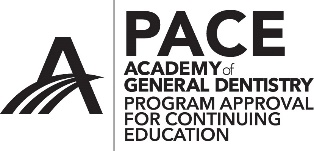 PACE
ACADEMY of
GENERAL DENTISTRY
PROGRAM APPROVAL
FOR CONTINUING
EDUCATION